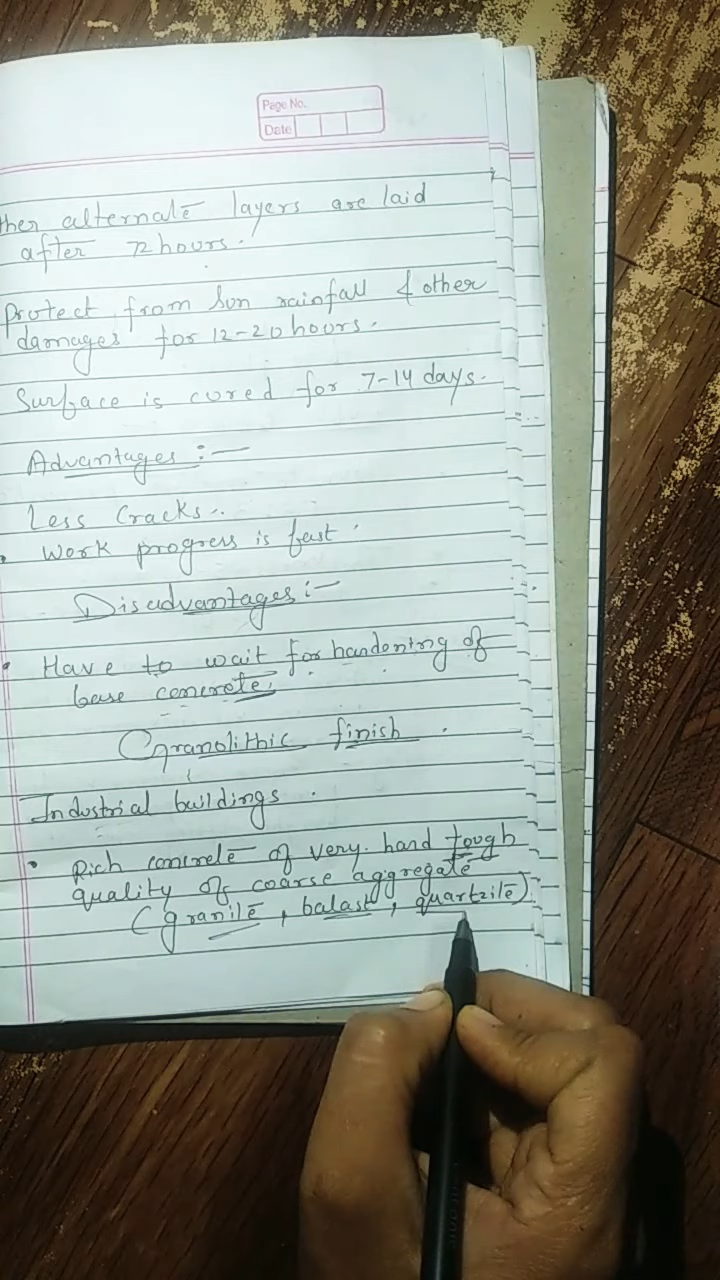 Page No.
Date
ther alternate layers are laid
after 72 hours.
Protect from Sun rainfall & other
damages for 12-20 hours.
Surface is cured for 7-14 days.
Advantages :-
Less Cracks.
• Work progress is fast.
Disadvantages :-
• Have to wait for hardening of
base concrete.
Granolithic finish.
Industrial buildings.
• Rich concrete of very hard tough
quality of coarse aggregate
(granite, balast, quartzite)